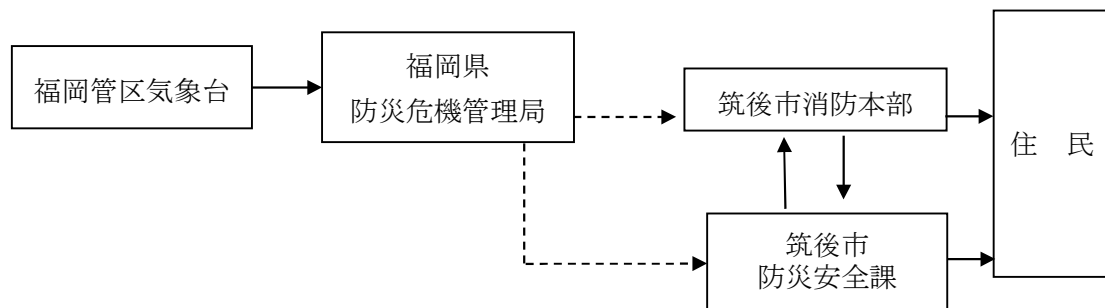 福岡管区気象台
福岡県
防災危機管理局
筑後市消防本部
住　民
筑後市
防災安全課